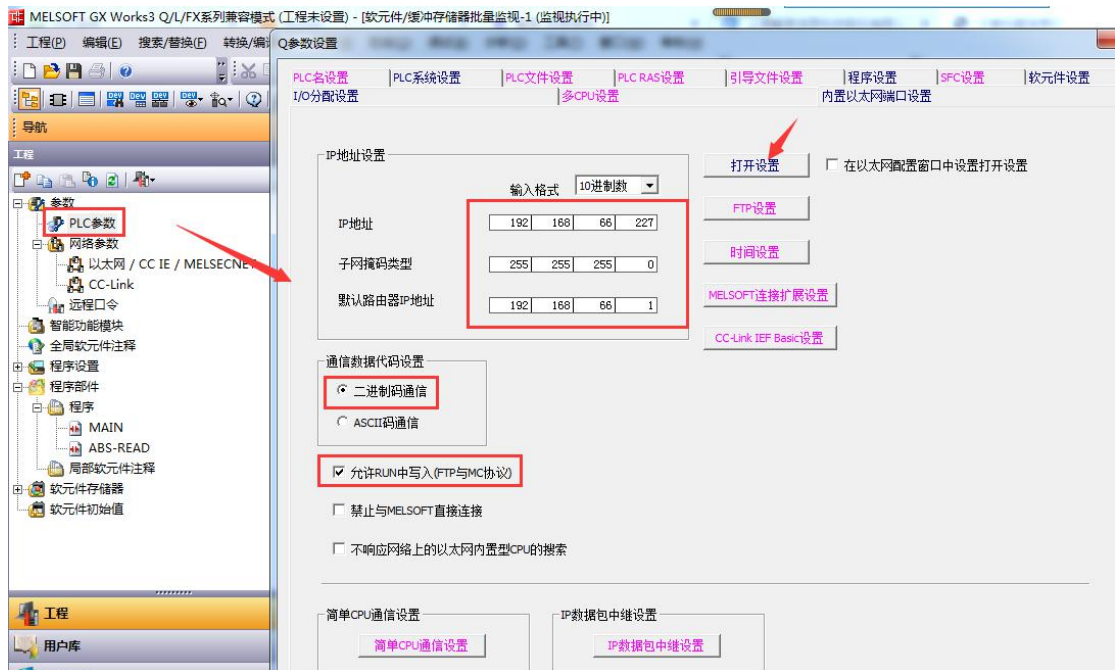 MELSOFT GX Works3 Q/L/FX系列兼容模式 (工程未设置) - [软元件/缓冲存储器批量监视-1 (监视执行中)]
工程(P) 编辑(E) 搜索/替换(F) 转换/编
Q参数设置
PLC名设置 PLC系统设置 PLC文件设置 PLC RAS设置 引导文件设置 程序设置 SFC设置 软元件设置
I/O分配设置 多CPU设置 内置以太网端口设置
导航
工程
参数
PLC参数
网络参数
以太网 / CC IE / MELSECNET
CC-Link
远程口令
智能功能模块
全局软元件注释
程序设置
程序部件
程序
MAIN
ABS-READ
局部软元件注释
软元件存储器
软元件初始值
工程
用户库
IP地址设置
输入格式 10进制数
IP地址 192 168 66 227
子网掩码类型 255 255 255 0
默认路由器IP地址 192 168 66 1
打开设置 在以太网配置窗口中设置打开设置
FTP设置
时间设置
MELSOFT连接扩展设置
CC-Link IEF Basic设置
通信数据代码设置
二进制码通信
ASCII码通信
允许RUN中写入(FTP与MC协议)
禁止与MELSOFT直接连接
不响应网络上的以太网内置型CPU的搜索
简单CPU通信设置 IP数据包中继设置
简单CPU通信设置 IP数据包中继设置